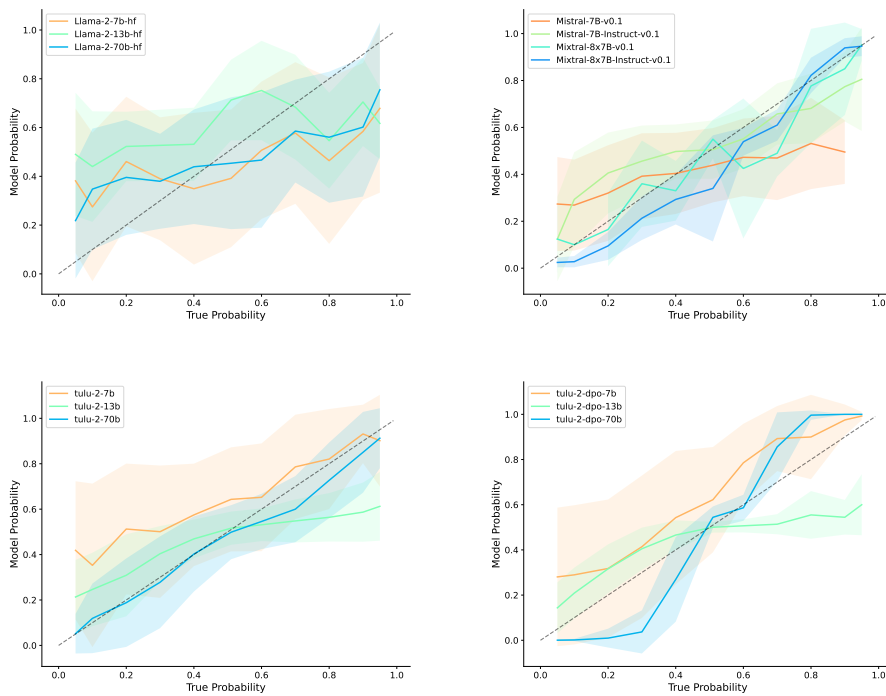 Llama-2-7b-hf
Llama-2-13b-hf
Llama-2-70b-hf
1.0
0.8
0.6
0.4
0.2
0.0
Model Probability
0.0 0.2 0.4 0.6 0.8 1.0
True Probability
Mistral-7B-v0.1
Mistral-7B-Instruct-v0.1
Mixtral-8x7B-v0.1
Mixtral-8x7B-Instruct-v0.1
1.0
0.8
0.6
0.4
0.2
0.0
Model Probability
0.0 0.2 0.4 0.6 0.8 1.0
True Probability
tulu-2-7b
tulu-2-13b
tulu-2-70b
1.0
0.8
0.6
0.4
0.2
0.0
Model Probability
0.0 0.2 0.4 0.6 0.8 1.0
True Probability
tulu-2-dpo-7b
tulu-2-dpo-13b
tulu-2-dpo-70b
1.0
0.8
0.6
0.4
0.2
0.0
Model Probability
0.0 0.2 0.4 0.6 0.8 1.0
True Probability